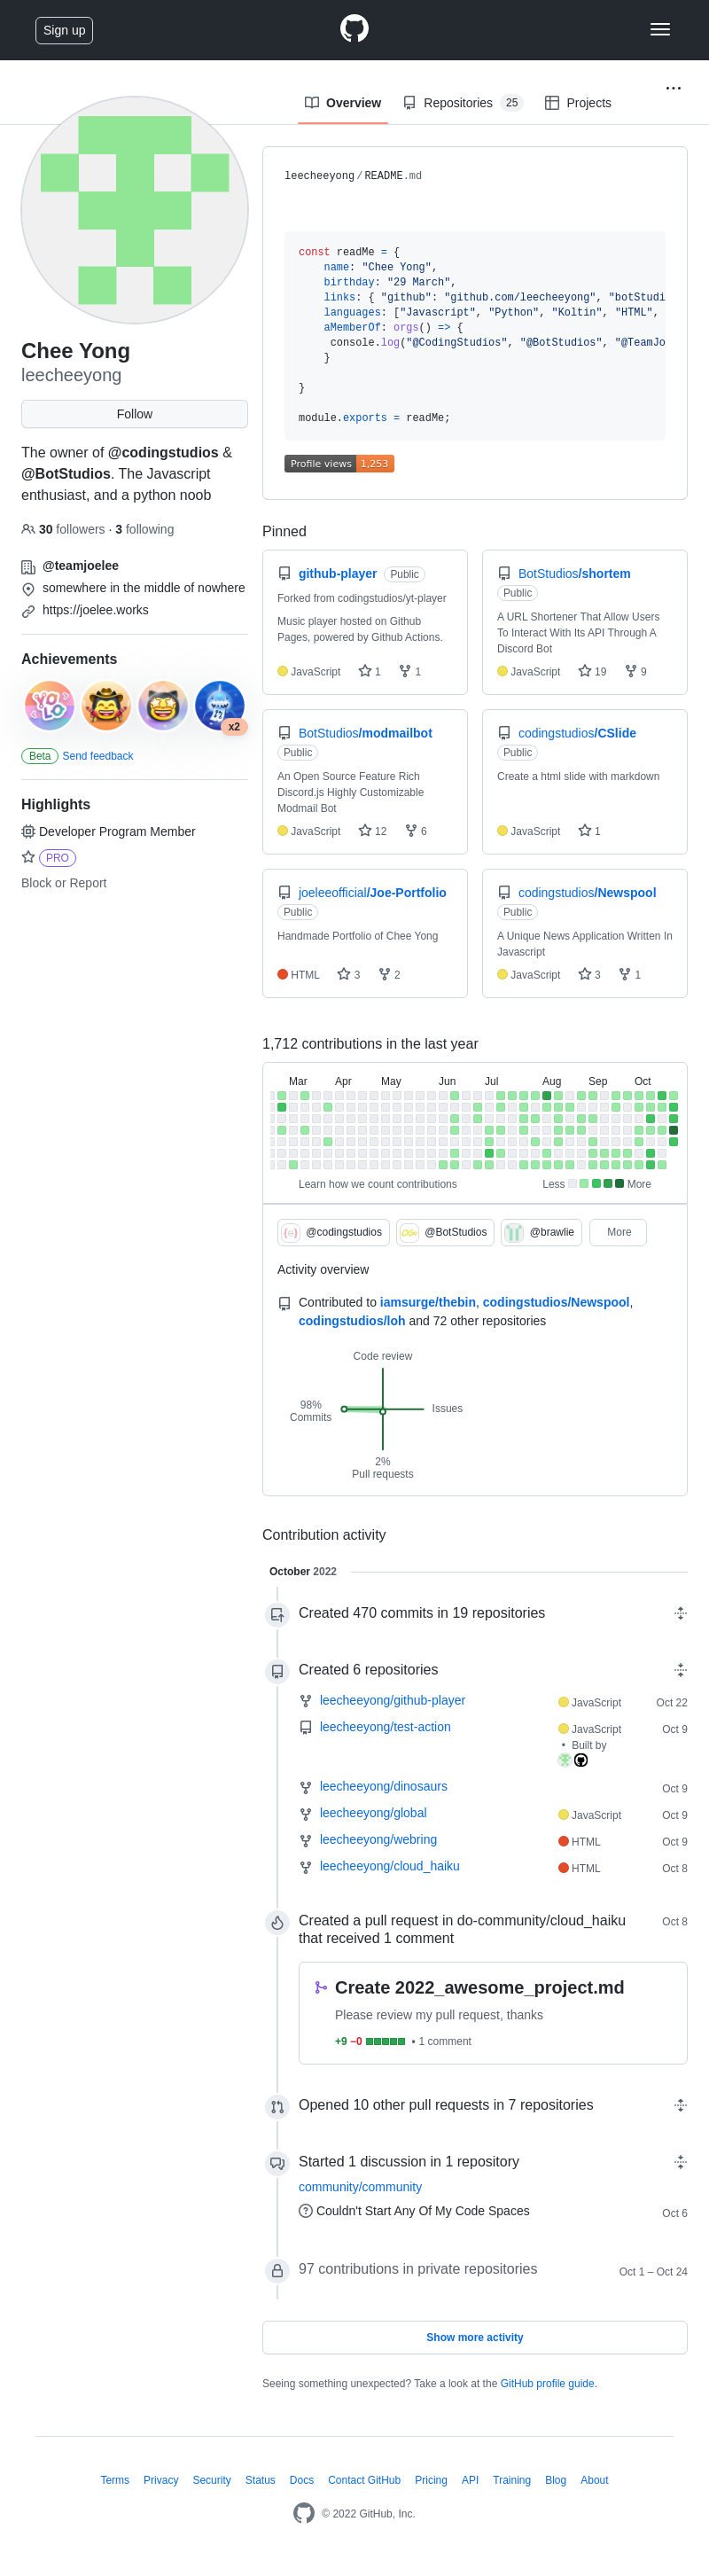 Sign up
Overview
Repositories 25
Projects
Chee Yong
leecheeyong
Follow
The owner of @codingstudios &
@BotStudios. The Javascript
enthusiast, and a python noob
30 followers · 3 following
@teamjoelee
somewhere in the middle of nowhere
https://joelee.works
Achievements
YOLO
x2
Beta Send feedback
Highlights
Developer Program Member
PRO
Block or Report
leecheeyong/README.md
const readMe = {
name: "Chee Yong",
birthday: "29 March",
links: { "github": "github.com/leecheeyong", "botStudi
languages: ["Javascript", "Python", "Koltin", "HTML",
aMemberOf: orgs() => {
console.log("@CodingStudios", "@BotStudios", "@TeamJo
}
}
module.exports = readMe;
Profile views 1,253
Pinned
github-player Public
Forked from codingstudios/yt-player
Music player hosted on Github
Pages, powered by Github Actions.
JavaScript 1 1
BotStudios/shortem
Public
A URL Shortener That Allow Users
To Interact With Its API Through A
Discord Bot
JavaScript 19 9
BotStudios/modmailbot
Public
An Open Source Feature Rich
Discord.js Highly Customizable
Modmail Bot
JavaScript 12 6
codingstudios/CSlide
Public
Create a html slide with markdown
JavaScript 1
joeleeofficial/Joe-Portfolio
Public
Handmade Portfolio of Chee Yong
HTML 3 2
codingstudios/Newspool
Public
A Unique News Application Written In
Javascript
JavaScript 3 1
1,712 contributions in the last year
Mar Apr May Jun Jul Aug Sep Oct
Learn how we count contributions
Less More
@codingstudios
@BotStudios
@brawlie
More
Activity overview
Contributed to iamsurge/thebin, codingstudios/Newspool,
codingstudios/loh and 72 other repositories
Code review
98%
Commits
Issues
2%
Pull requests
Contribution activity
October 2022
Created 470 commits in 19 repositories
Created 6 repositories
leecheeyong/github-player JavaScript Oct 22
leecheeyong/test-action JavaScript Oct 9
• Built by
leecheeyong/dinosaurs Oct 9
leecheeyong/global JavaScript Oct 9
leecheeyong/webring HTML Oct 9
leecheeyong/cloud_haiku HTML Oct 8
Created a pull request in do-community/cloud_haiku Oct 8
that received 1 comment
Create 2022_awesome_project.md
Please review my pull request, thanks
+9 −0 • 1 comment
Opened 10 other pull requests in 7 repositories
Started 1 discussion in 1 repository
community/community
Couldn't Start Any Of My Code Spaces Oct 6
97 contributions in private repositories Oct 1 – Oct 24
Show more activity
Seeing something unexpected? Take a look at the GitHub profile guide.
Terms Privacy Security Status Docs Contact GitHub Pricing API Training Blog About
© 2022 GitHub, Inc.